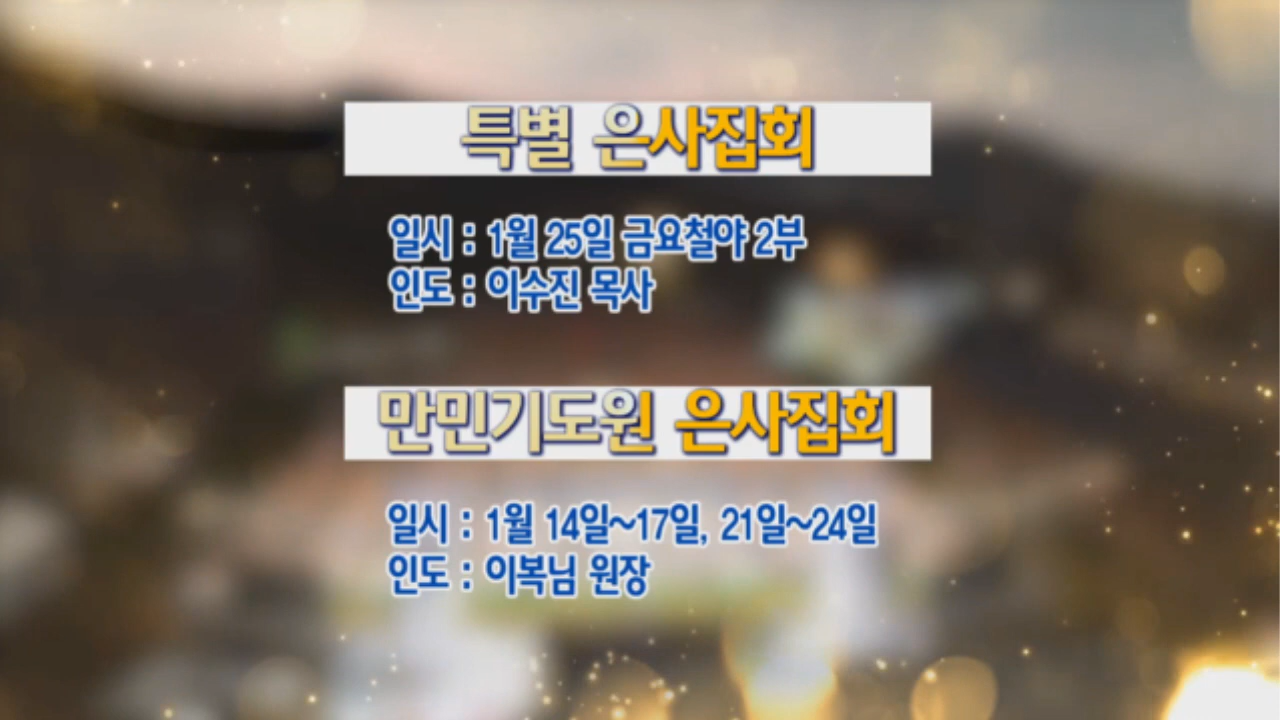 특별 은사집회
일시 : 1월 25일 금요철야 2부
인도 : 이수진 목사
만민기도원 은사집회
일시 : 1월 14일~17일, 21일~24일
인도 : 이복님 원장